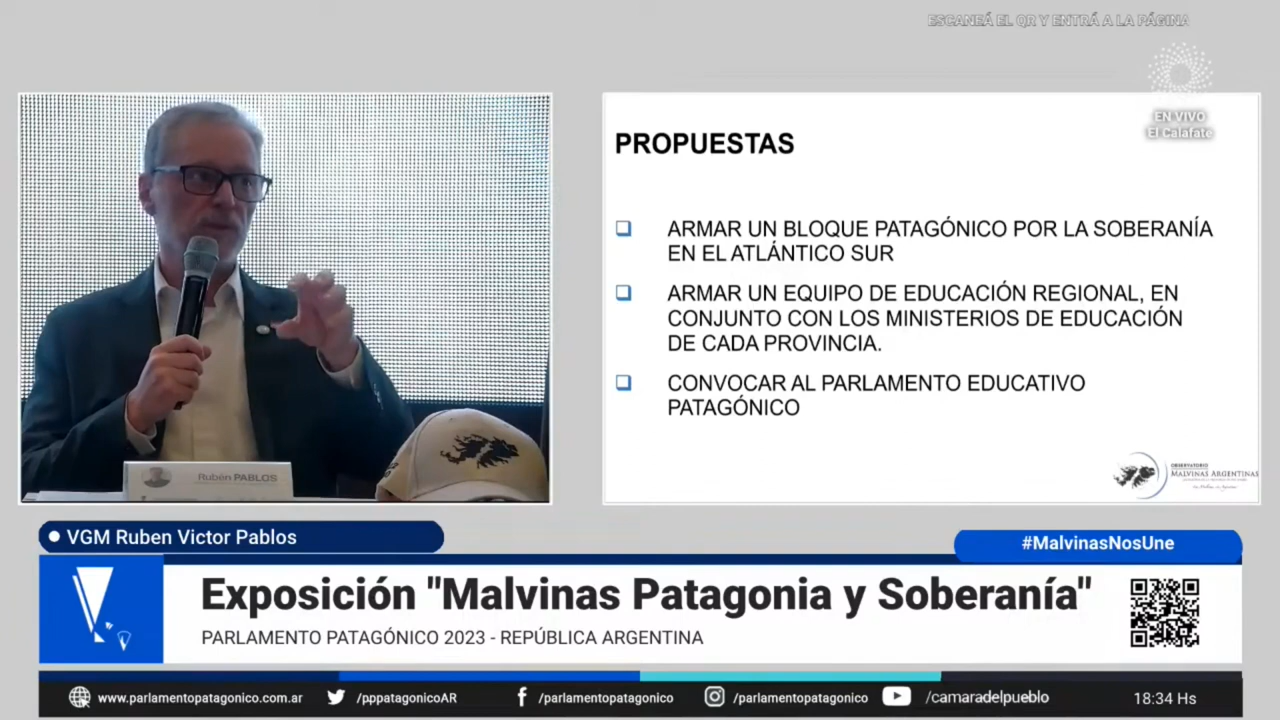 ESCANEÁ EL QR Y ENTRÁ A LA PÁGINA
EN VIVO
El Calafate
PROPUESTAS
ARMAR UN BLOQUE PATAGÓNICO POR LA SOBERANÍA
EN EL ATLÁNTICO SUR
ARMAR UN EQUIPO DE EDUCACIÓN REGIONAL, EN
CONJUNTO CON LOS MINISTERIOS DE EDUCACIÓN
DE CADA PROVINCIA.
CONVOCAR AL PARLAMENTO EDUCATIVO
PATAGÓNICO
OBSERVATORIO
MALVINAS ARGENTINAS
Rubén PABLOS
VGM Ruben Victor Pablos
#MalvinasNosUne
Exposición "Malvinas Patagonia y Soberanía"
PARLAMENTO PATAGÓNICO 2023 - REPÚBLICA ARGENTINA
www.parlamentopatagonico.com.ar
/pppatagonicoAR
/parlamentopatagonico
/parlamentopatagonico
/camaradelpueblo
18:34 Hs